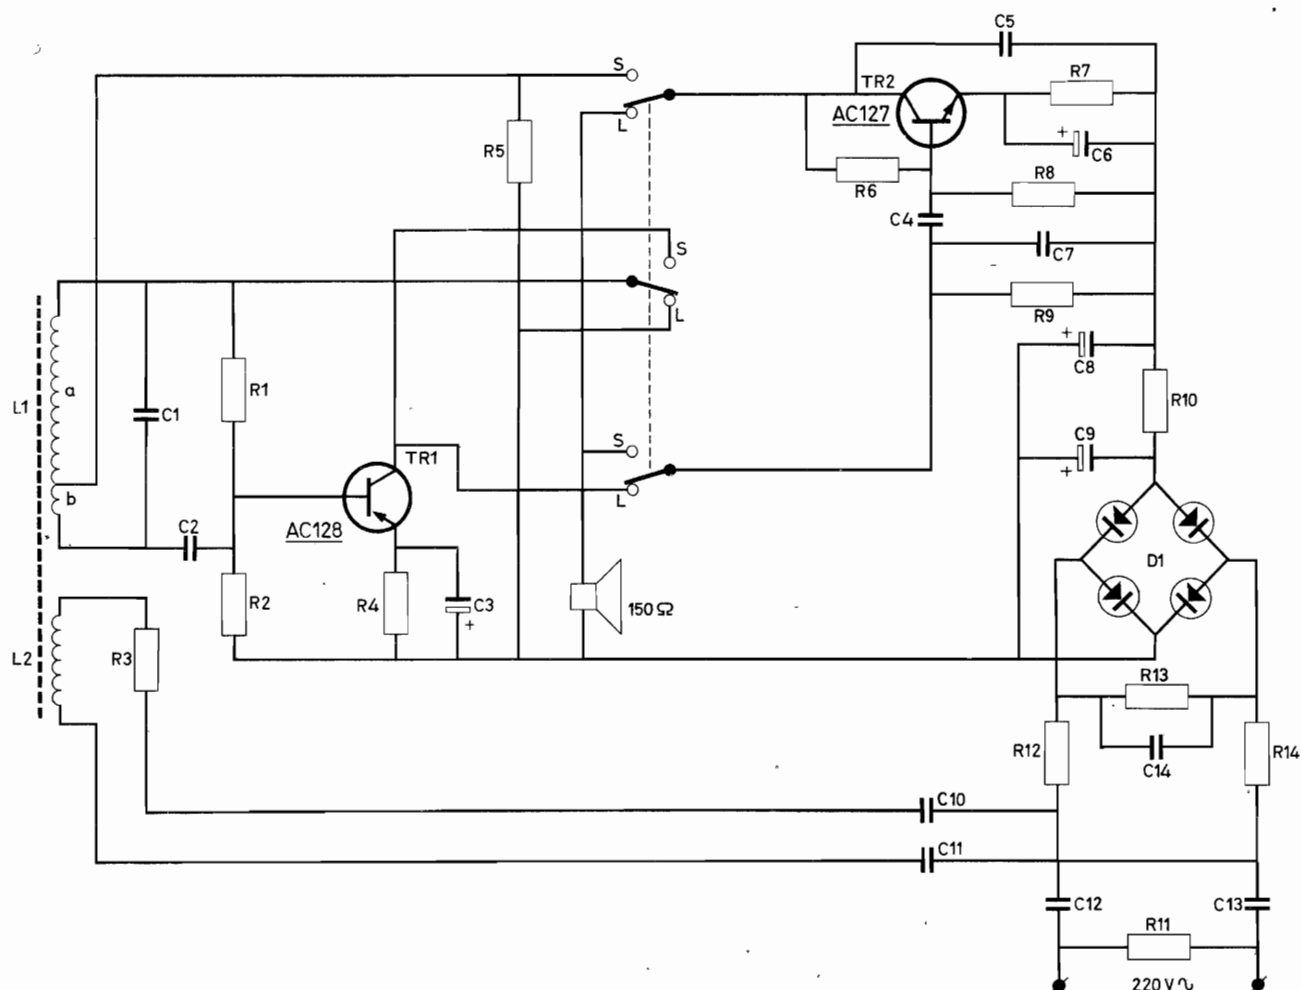 C5
S
TR2
R7
AC127
L
+
C6
R5
R6
R8
C4
S
C7
L
R9
+
C8
a
R1
R10
L1
C1
S
C9
TR1
+
b
L
C2
AC128
D1
R2
R4
C3
150 Ω
+
L2
R3
R13
R12
C14
R14
C10
C11
C12
C13
R11
220 V ∿